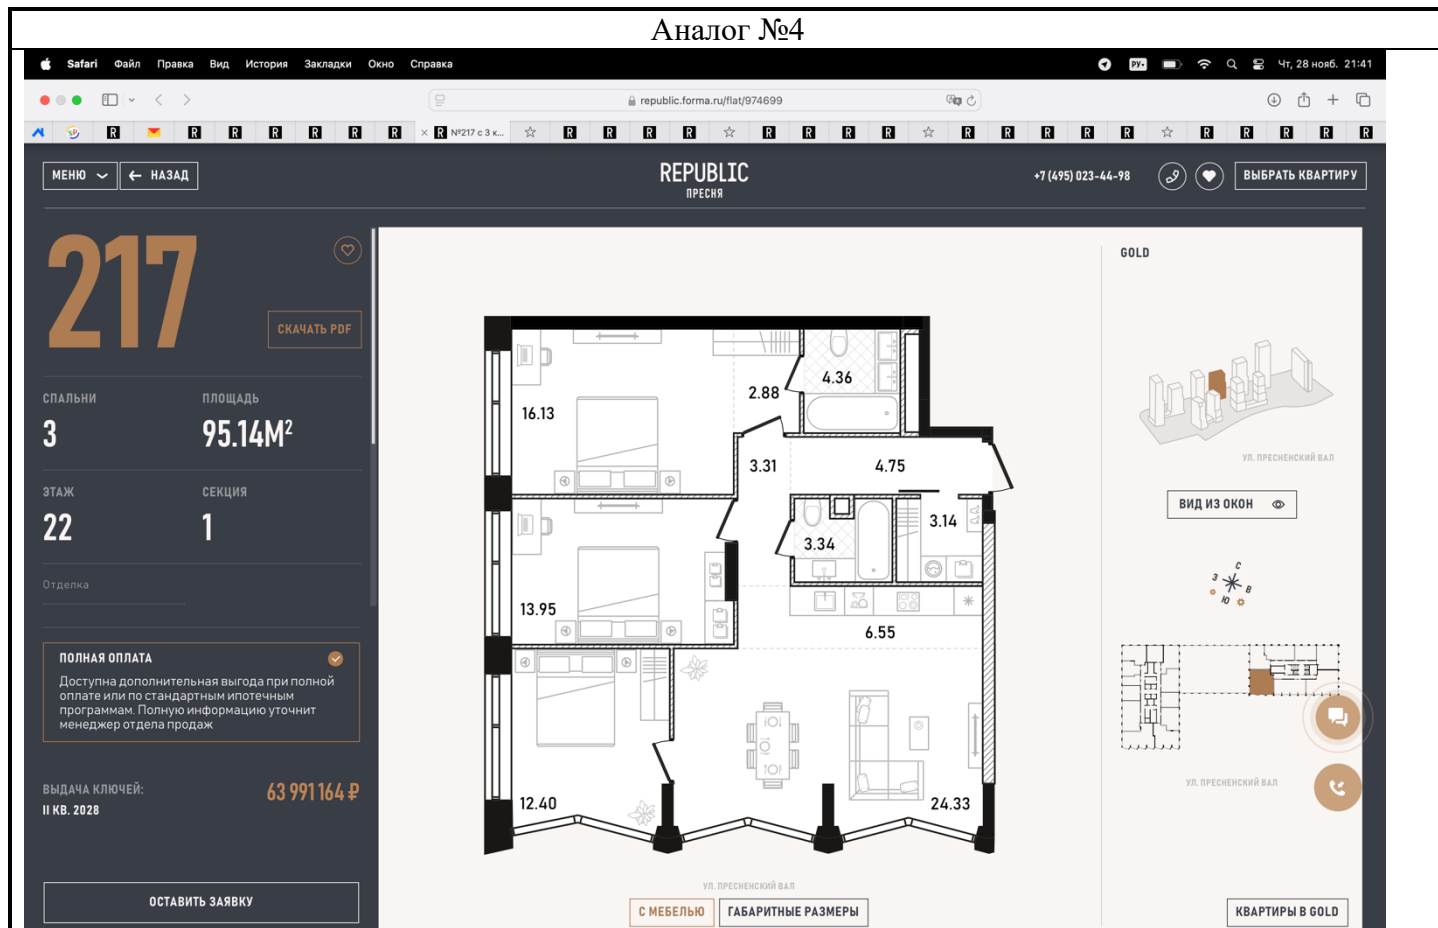 Аналог №4
Safari Файл Правка Вид История Закладки Окно Справка
РУ Чт, 28 нояб. 21:41
republic.forma.ru/flat/974699
№217 с 3 к...
МЕНЮ
НАЗАД
REPUBLIC
ПРЕСНЯ
+7 (495) 023-44-98
ВЫБРАТЬ КВАРТИРУ
217
СКАЧАТЬ PDF
СПАЛЬНИ ПЛОЩАДЬ
3 95.14М²
ЭТАЖ СЕКЦИЯ
22 1
Отделка
ПОЛНАЯ ОПЛАТА
Доступна дополнительная выгода при полной
оплате или по стандартным ипотечным
программам. Полную информацию уточнит
менеджер отдела продаж
ВЫДАЧА КЛЮЧЕЙ:
II КВ. 2028
63 991 164 ₽
ОСТАВИТЬ ЗАЯВКУ
4.36
2.88
16.13
3.31
4.75
3.14
3.34
13.95
6.55
12.40
24.33
УЛ. ПРЕСНЕНСКИЙ ВАЛ
С МЕБЕЛЬЮ
ГАБАРИТНЫЕ РАЗМЕРЫ
GOLD
УЛ. ПРЕСНЕНСКИЙ ВАЛ
ВИД ИЗ ОКОН
С
З
В
Ю
УЛ. ПРЕСНЕНСКИЙ ВАЛ
КВАРТИРЫ В GOLD